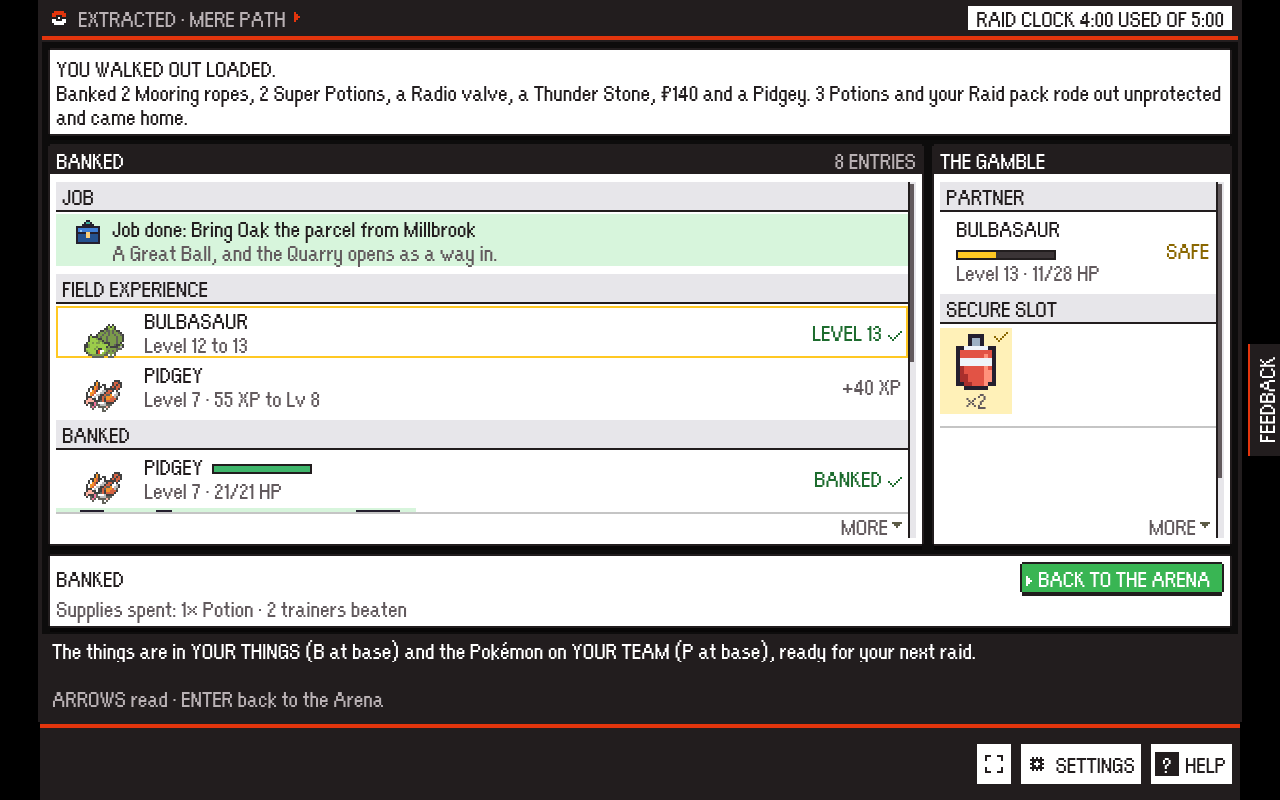 EXTRACTED · MERE PATH
RAID CLOCK 4:00 USED OF 5:00
YOU WALKED OUT LOADED.
Banked 2 Mooring ropes, 2 Super Potions, a Radio valve, a Thunder Stone, ₽140 and a Pidgey. 3 Potions and your Raid pack rode out unprotected
and came home.
BANKED
8 ENTRIES
JOB
Job done: Bring Oak the parcel from Millbrook
A Great Ball, and the Quarry opens as a way in.
FIELD EXPERIENCE
BULBASAUR
Level 12 to 13
LEVEL 13 ✓
PIDGEY
Level 7 · 55 XP to Lv 8
+40 XP
BANKED
PIDGEY
Level 7 · 21/21 HP
BANKED ✓
MORE
THE GAMBLE
PARTNER
BULBASAUR
Level 13 · 11/28 HP
SAFE
SECURE SLOT
×2
MORE
BANKED
Supplies spent: 1× Potion · 2 trainers beaten
BACK TO THE ARENA
The things are in YOUR THINGS (B at base) and the Pokémon on YOUR TEAM (P at base), ready for your next raid.
ARROWS read · ENTER back to the Arena
SETTINGS
? HELP
FEEDBACK